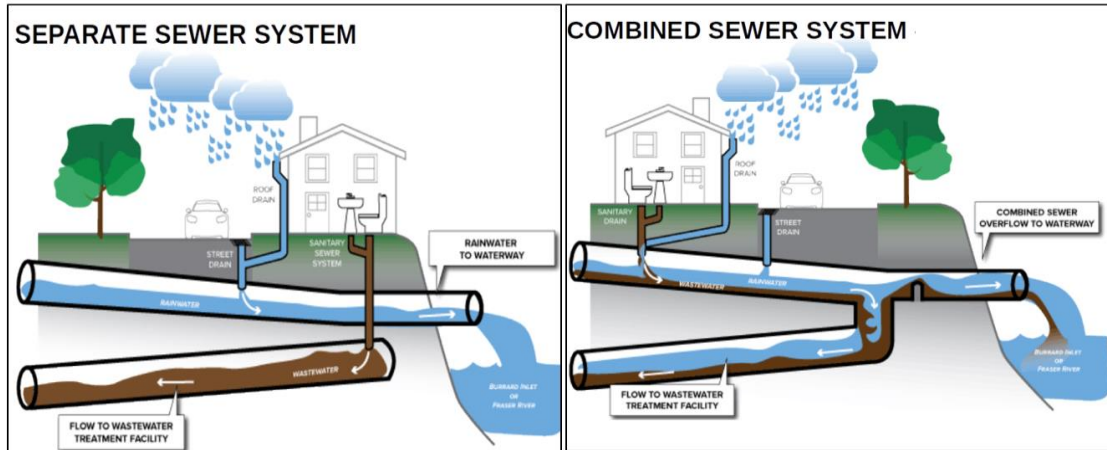 SEPARATE SEWER SYSTEM
ROOF
DRAIN
STREET
DRAIN
SANITARY
SEWER
SYSTEM
RAINWATER
TO WATERWAY
RAINWATER
WASTEWATER
BURRARD INLET
OR
FRASER RIVER
FLOW TO WASTEWATER
TREATMENT FACILITY
COMBINED SEWER SYSTEM
ROOF
DRAIN
SANITARY
DRAIN
STREET
DRAIN
COMBINED SEWER
OVERFLOW TO WATERWAY
WASTEWATER
RAINWATER
BURRARD INLET
OR
FRASER RIVER
FLOW TO WASTEWATER
TREATMENT FACILITY